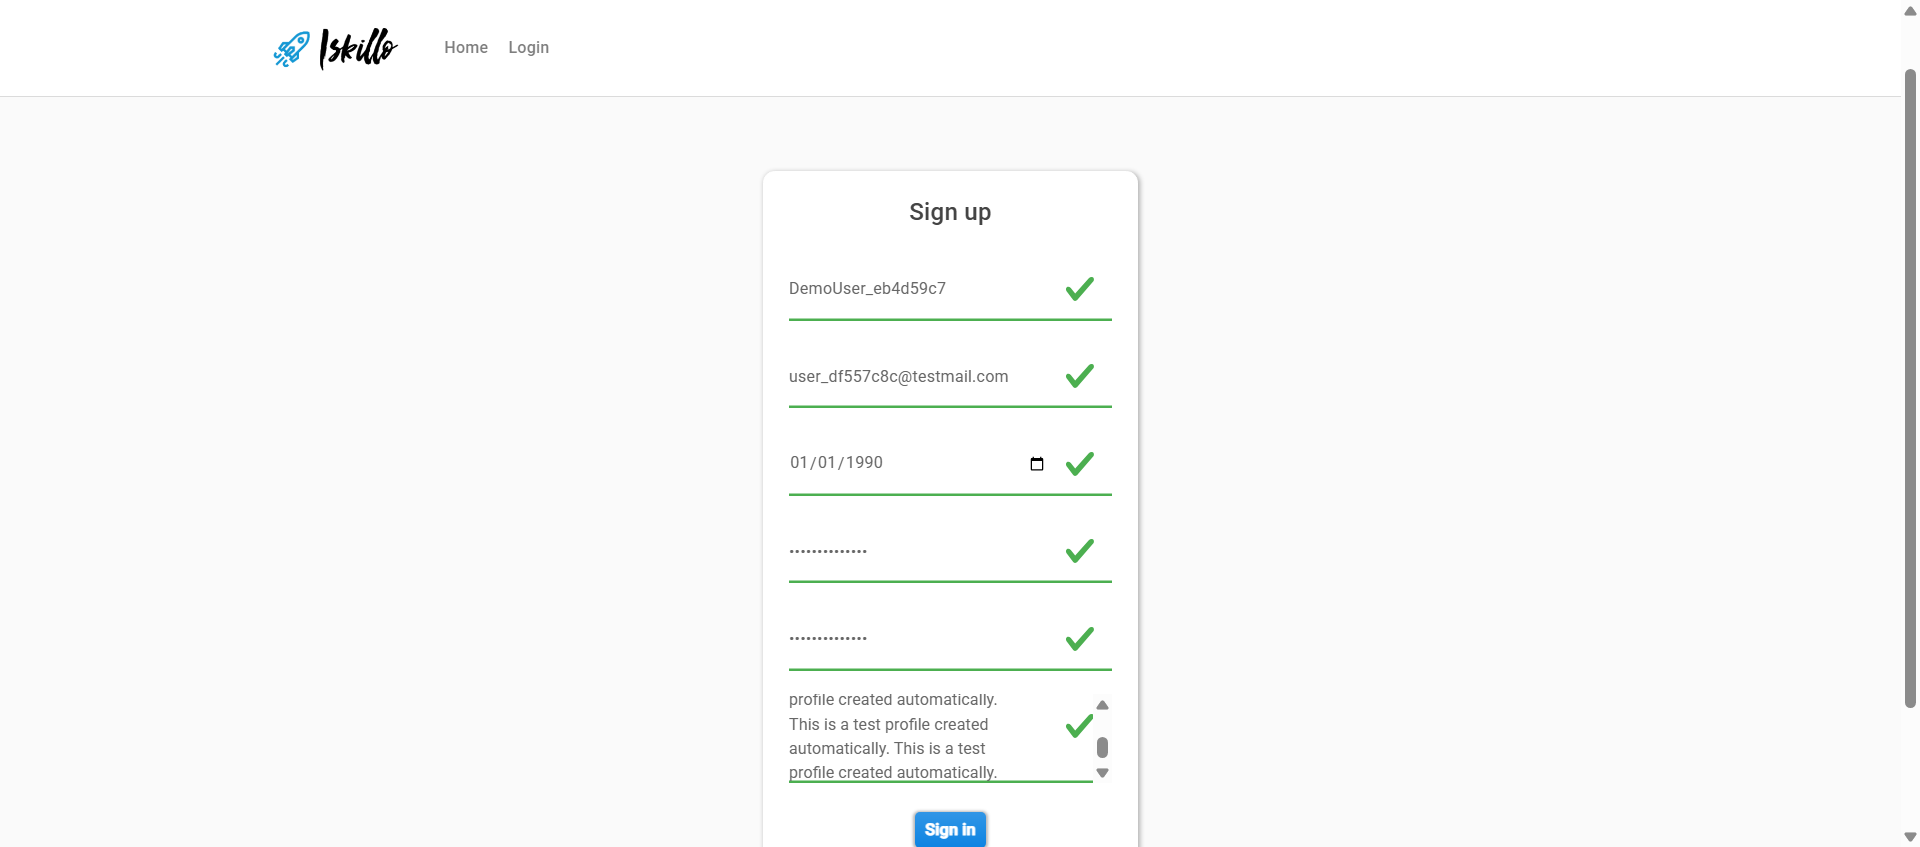 Iskillo
Home Login
Sign up
DemoUser_eb4d59c7
user_df557c8c@testmail.com
01/01/1990
••••••••••••••
••••••••••••••
profile created automatically.
This is a test profile created
automatically. This is a test
profile created automatically.
Sign in